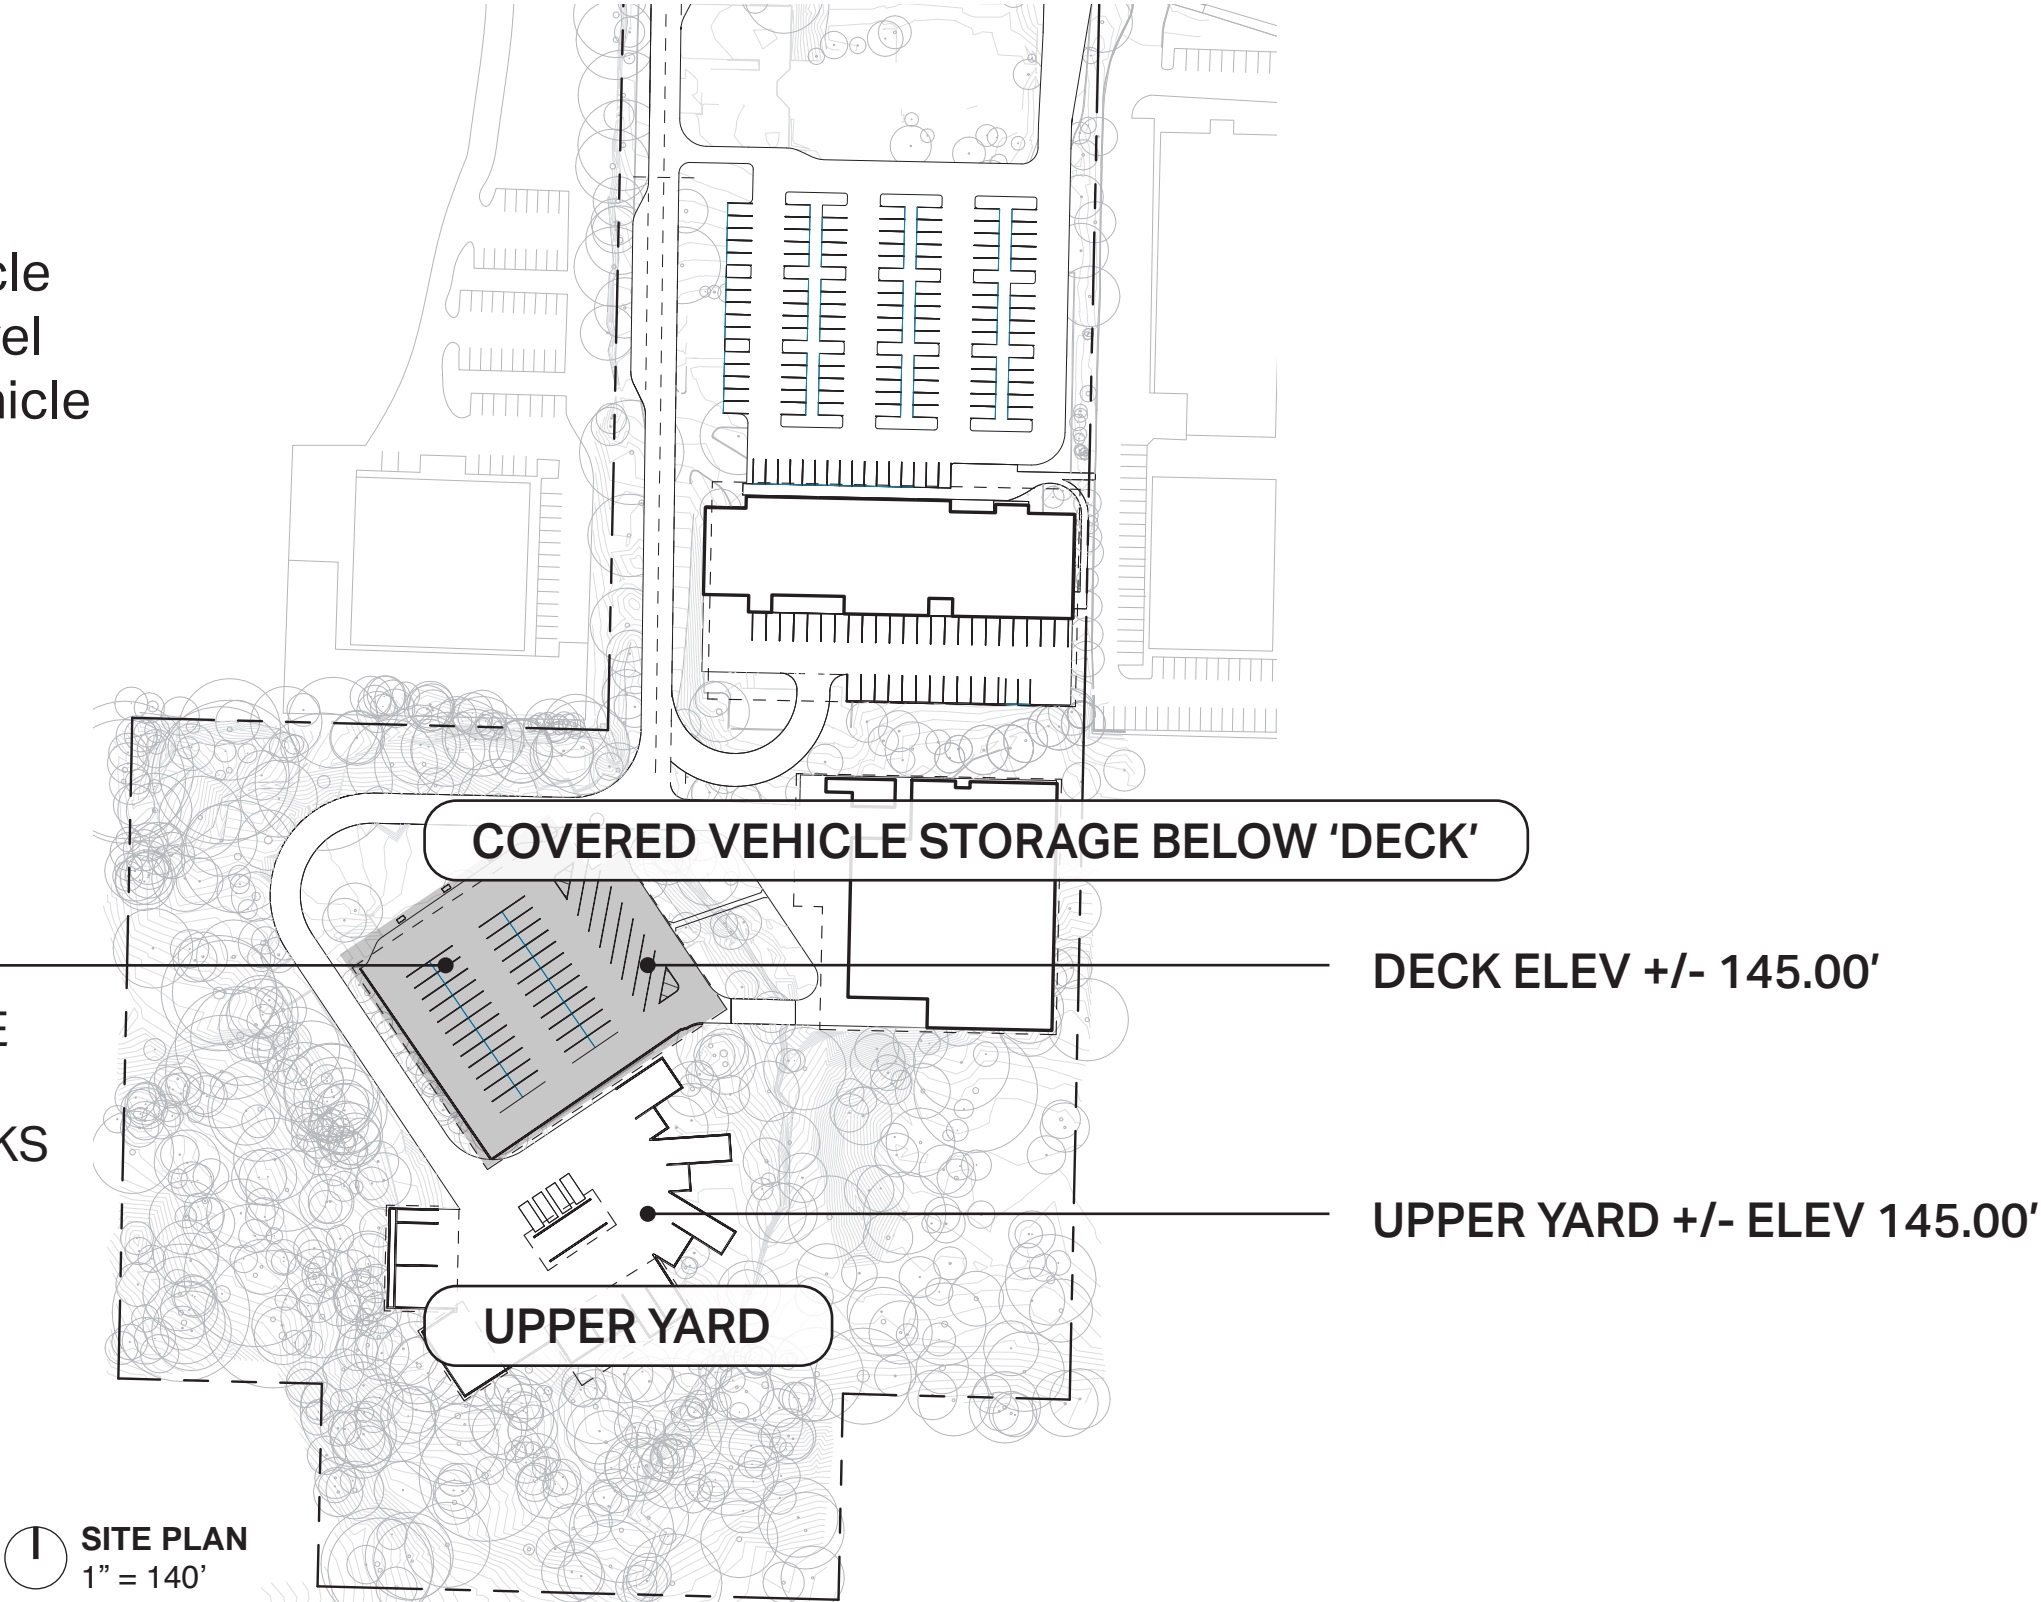 cle
el
icle
COVERED VEHICLE STORAGE BELOW ‘DECK’
DECK ELEV +/- 145.00’
E
KS
UPPER YARD +/- ELEV 145.00’
UPPER YARD
SITE PLAN
1” = 140’